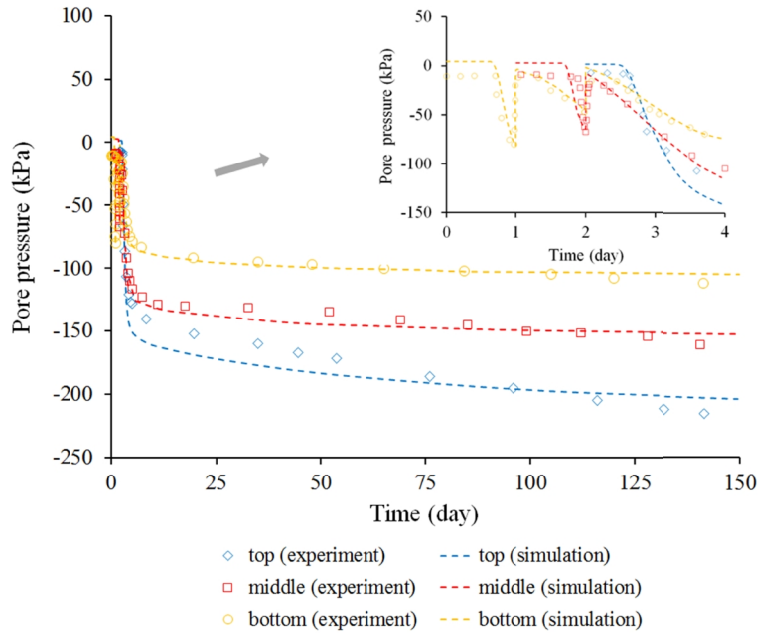 100
50
0
-50
-100
-150
-200
-250
Pore pressure (kPa)
0
25
50
75
100
125
150
Time (day)
50
0
-50
-100
-150
Pore pressure (kPa)
0
1
2
3
4
Time (day)
top (experiment)
top (simulation)
middle (experiment)
middle (simulation)
bottom (experiment)
bottom (simulation)